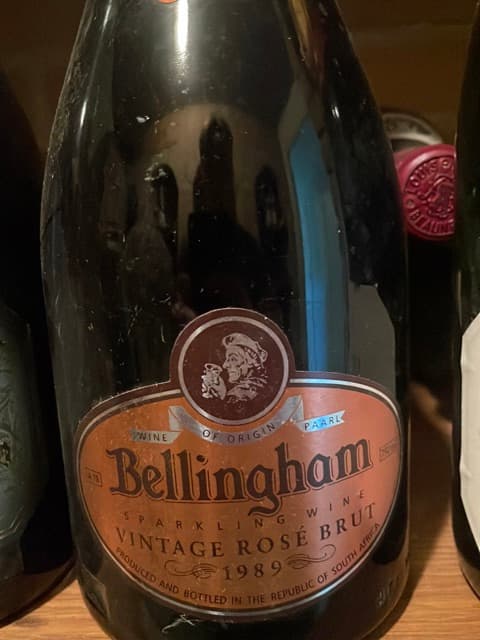 WINE OF ORIGIN PAARL
Bellingham
SPARKLING WINE
VINTAGE ROSÉ BRUT
1989
PRODUCED AND BOTTLED IN THE REPUBLIC OF SOUTH AFRICA